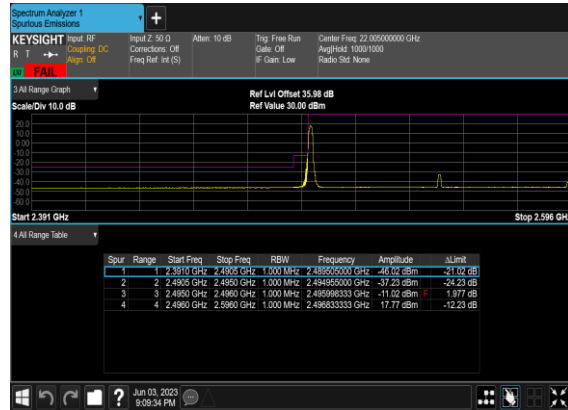 Spectrum Analyzer 1
Spurious Emissions
+
KEYSIGHT Input: RF Input Z: 50 Ω Atten: 10 dB Trig: Free Run Center Freq: 22.005000000 GHz
R T Coupling: DC Corrections: Off Gate: Off Avg|Hold: 1000/1000
Align: Off Freq Ref: Int (S) IF Gain: Low Radio Std: None
FAIL
3 All Range Graph
Ref Lvl Offset 35.98 dB
Scale/Div 10.0 dB Ref Value 30.00 dBm
20.0
10.0
0.00
-10.0
-20.0
-30.0
-40.0
-50.0
-60.0
Start 2.391 GHz Stop 2.596 GHz
4 All Range Table
Spur Range Start Freq Stop Freq RBW Frequency Amplitude ΔLimit
1 1 2.3910 GHz 2.4905 GHz 1.000 MHz 2.489505000 GHz -46.02 dBm -21.02 dB
2 2 2.4905 GHz 2.4950 GHz 1.000 MHz 2.494955000 GHz -37.23 dBm -24.23 dB
3 3 2.4950 GHz 2.4960 GHz 1.000 MHz 2.495998333 GHz -11.02 dBm F 1.977 dB
4 4 2.4960 GHz 2.5960 GHz 1.000 MHz 2.496833333 GHz 17.77 dBm -12.23 dB
? Jun 03, 2023
9:09:34 PM